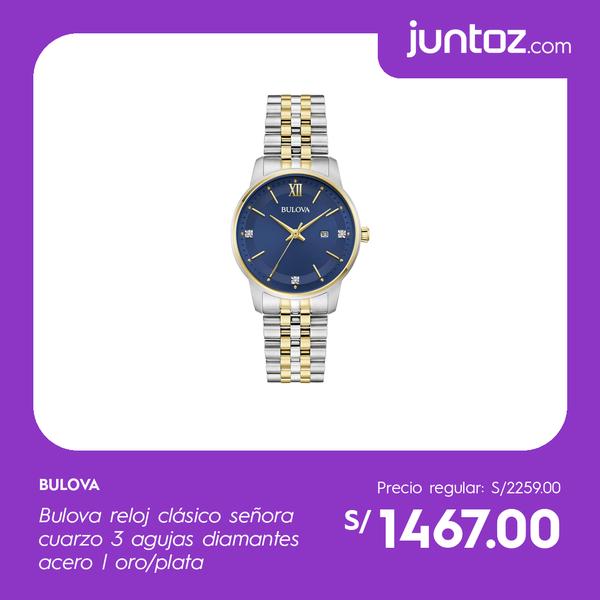 juntoz.com
XII
BULOVA
BULOVA
Bulova reloj clásico señora
cuarzo 3 agujas diamantes
acero | oro/plata
Precio regular: S/2259.00
S/1467.00